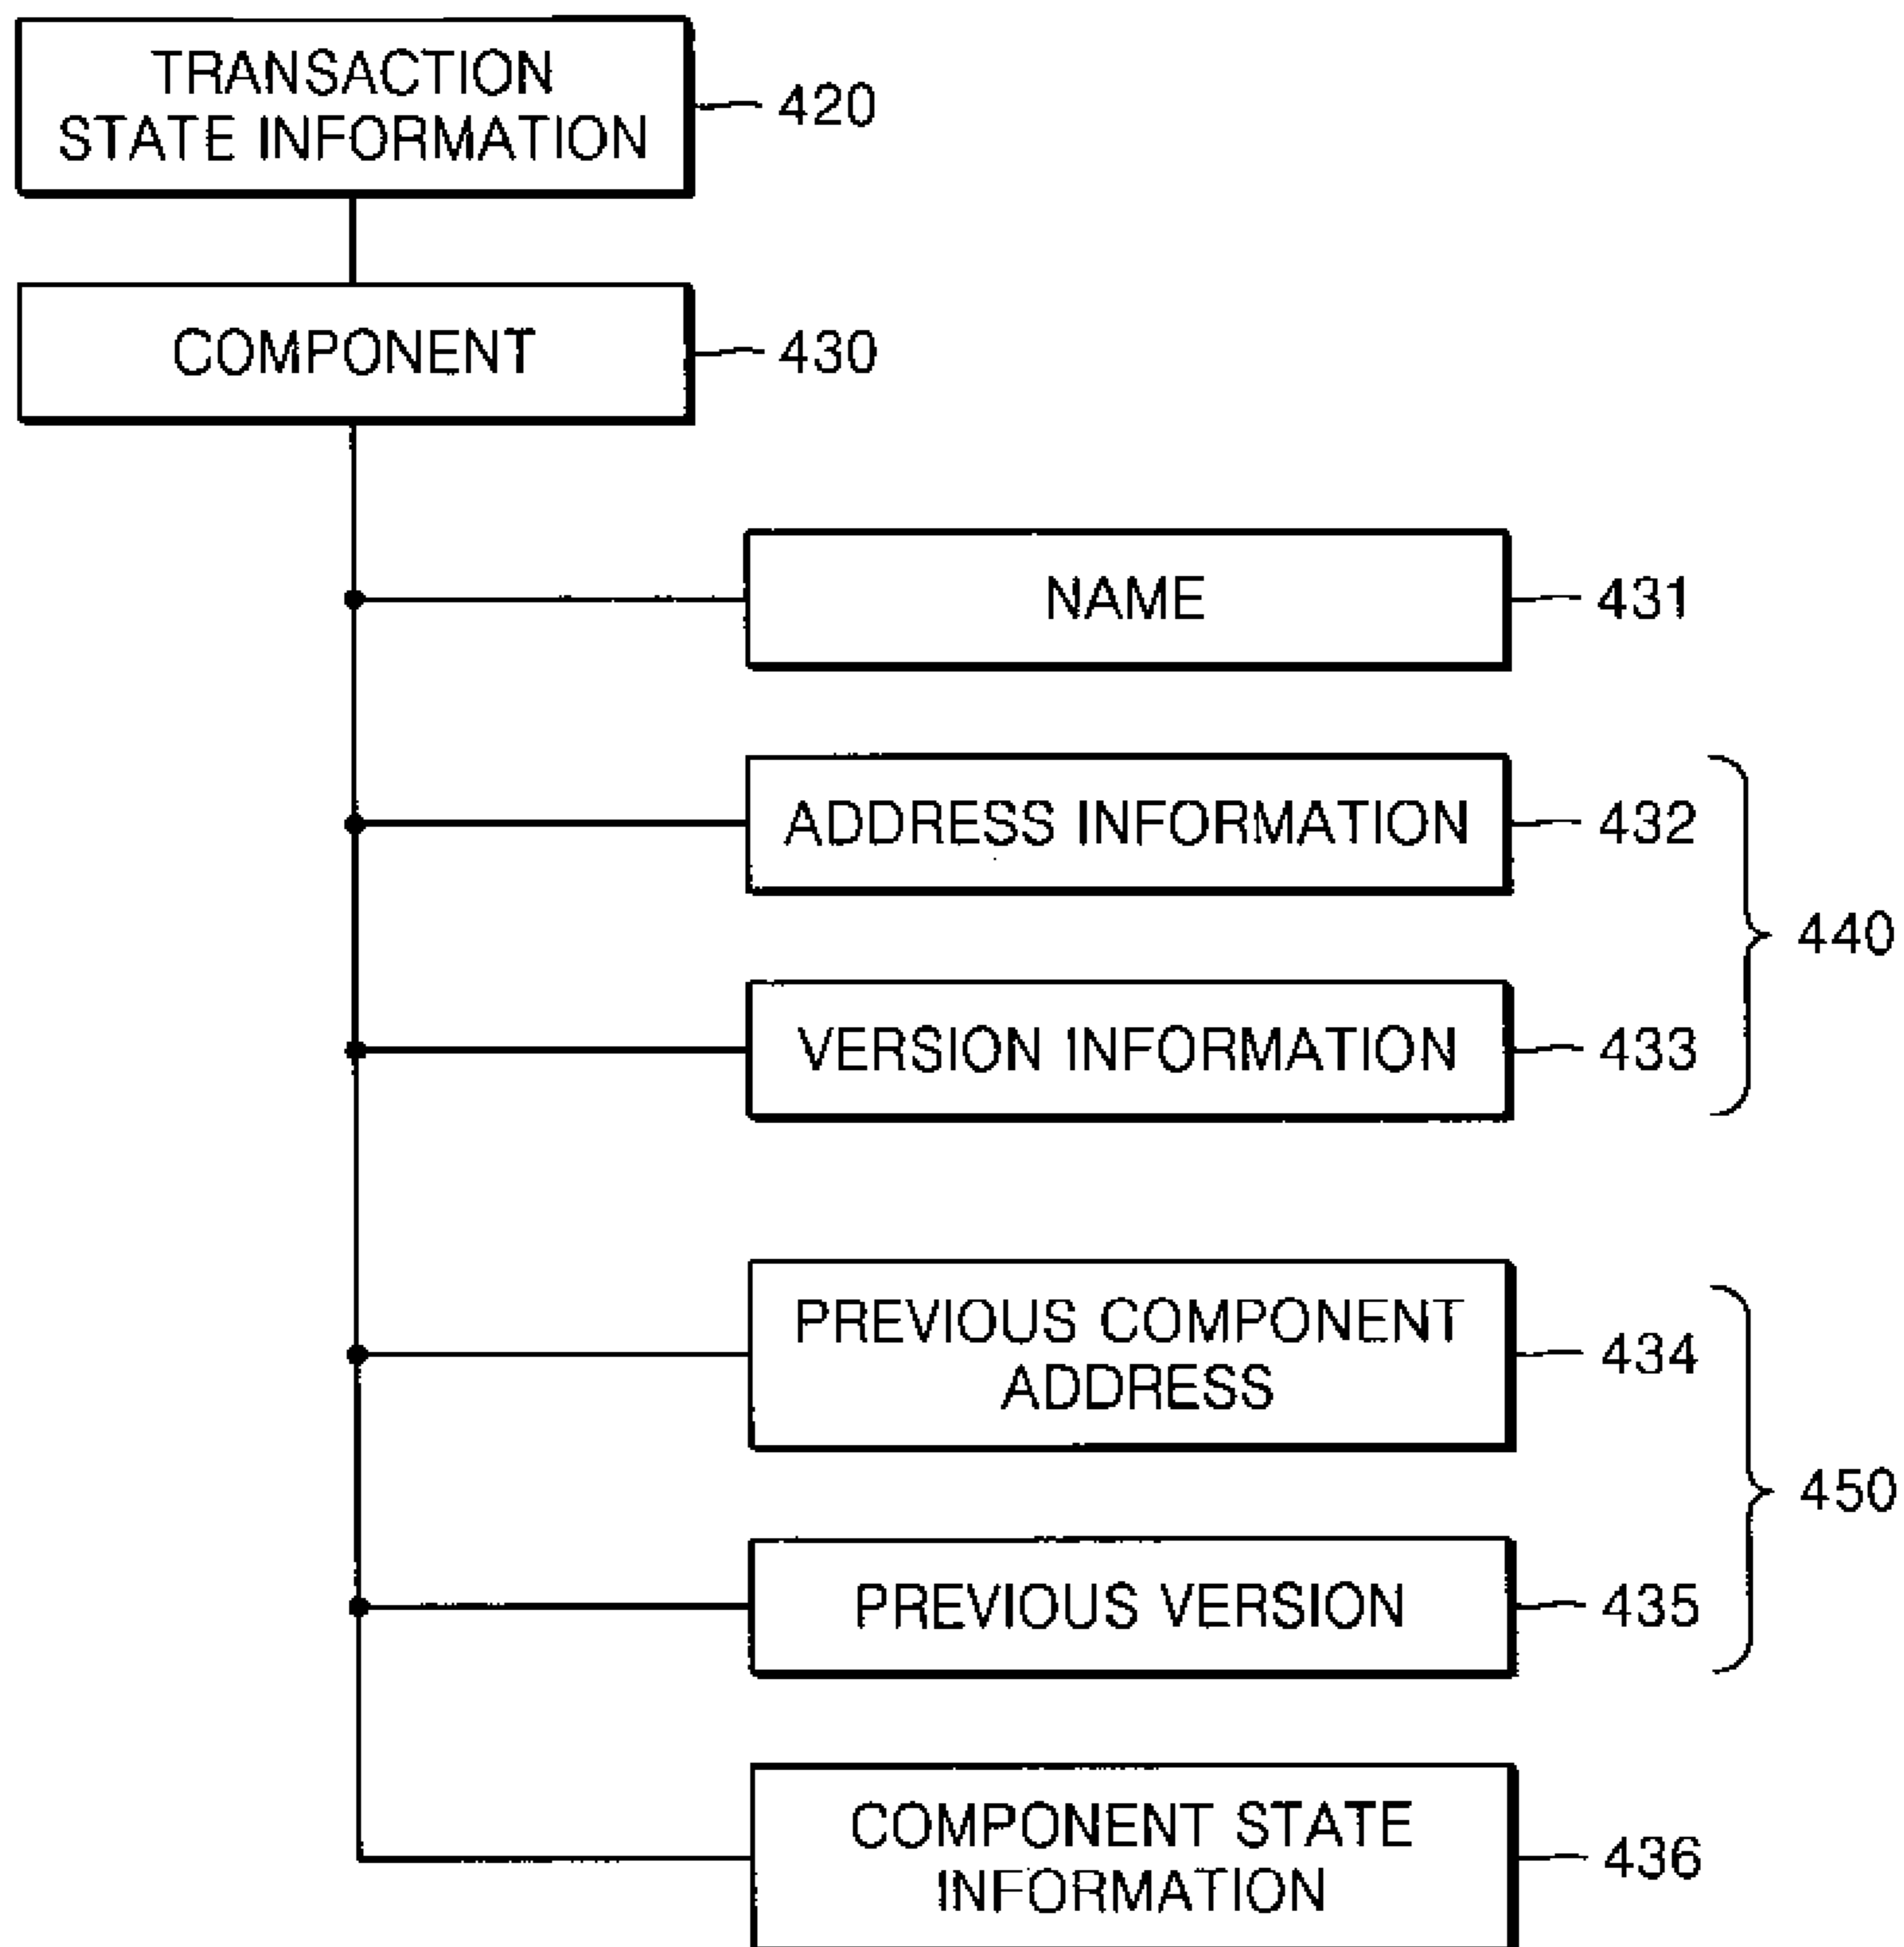 TRANSACTION
STATE INFORMATION
420
COMPONENT
430
NAME
431
ADDRESS INFORMATION
432
440
VERSION INFORMATION
433
PREVIOUS COMPONENT
ADDRESS
434
450
PREVIOUS VERSION
435
COMPONENT STATE
INFORMATION
436